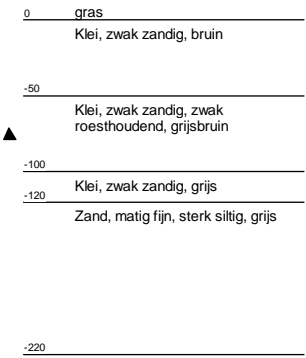 0 gras
Klei, zwak zandig, bruin
-50
Klei, zwak zandig, zwak
roesthoudend, grijsbruin
-100
Klei, zwak zandig, grijs
-120
Zand, matig fijn, sterk siltig, grijs
-220